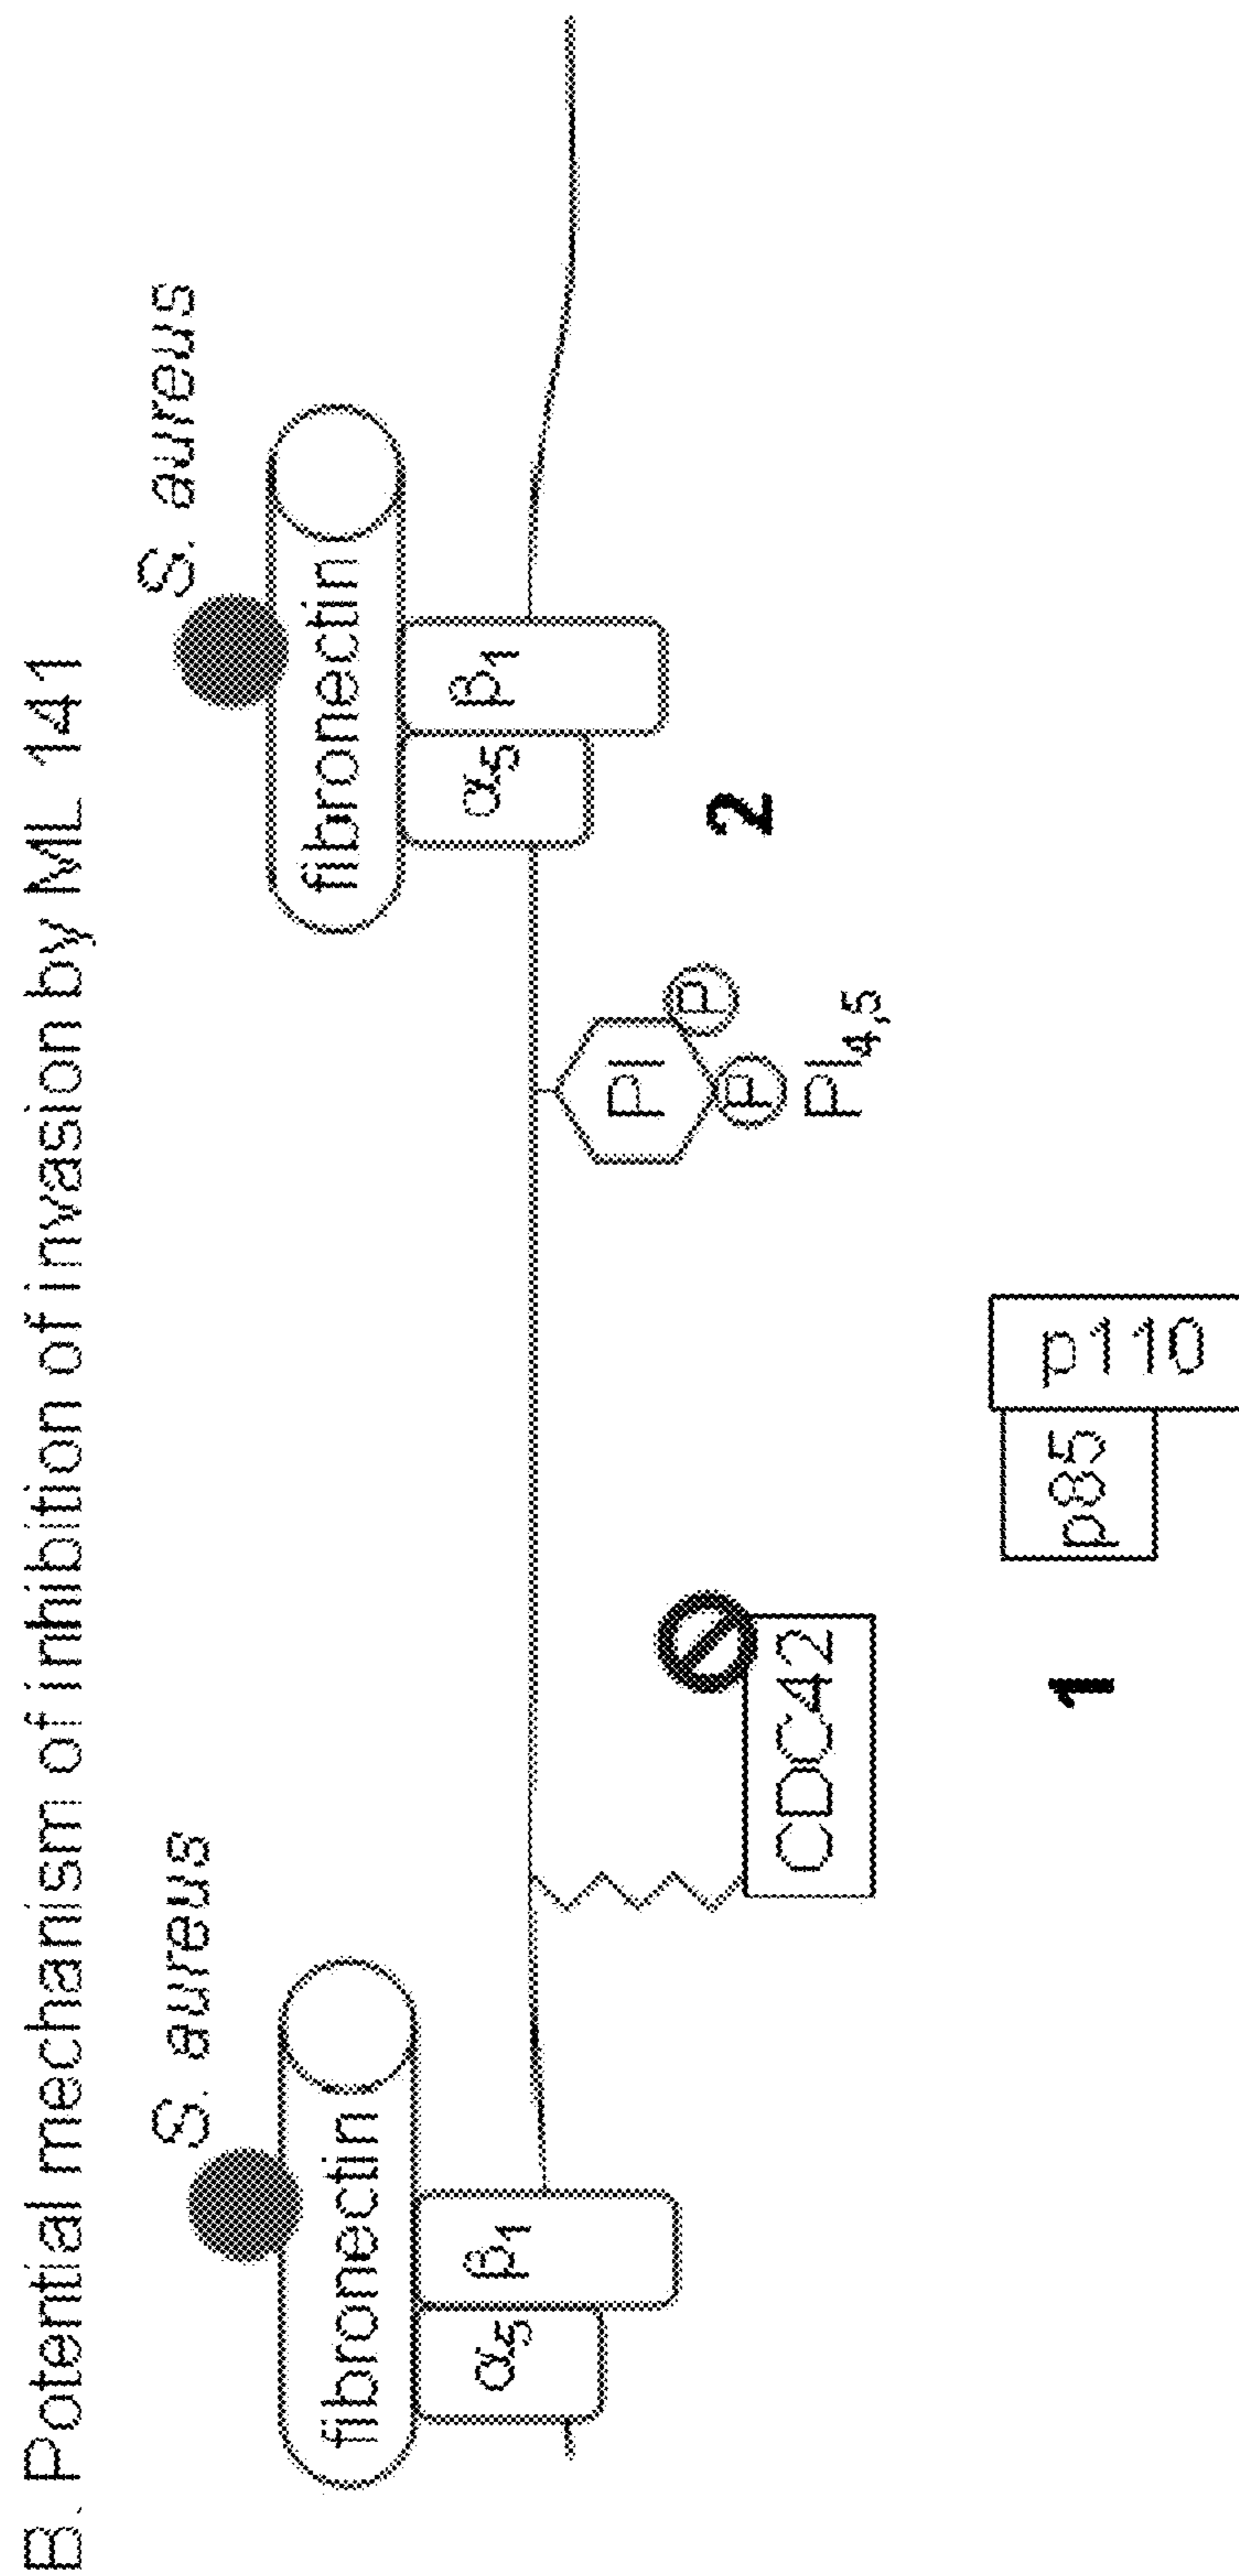 B. Potential mechanism of inhibition of invasion by ML 141
S. aureus
S. aureus
fibronectin
fibronectin
α5
β1
α5
β1
PI
P
P
PI4,5
2
CDC42
1
p85
p110